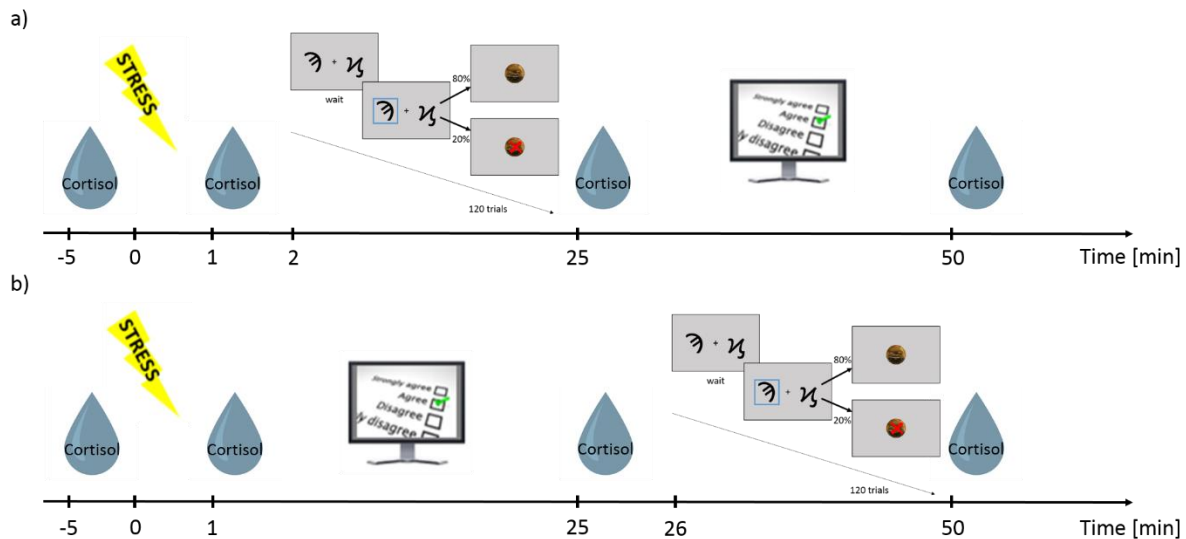 a)
STRESS
Cortisol
Cortisol
+
wait
+
80%
20%
120 trials
Cortisol
Strongly agree
Agree
Disagree
ly disagree
Cortisol
-5 0 1 2 25 50 Time [min]
b)
STRESS
Cortisol
Cortisol
Strongly agree
Agree
Disagree
ly disagree
Cortisol
+
wait
+
80%
20%
120 trials
Cortisol
-5 0 1 25 26 50 Time [min]